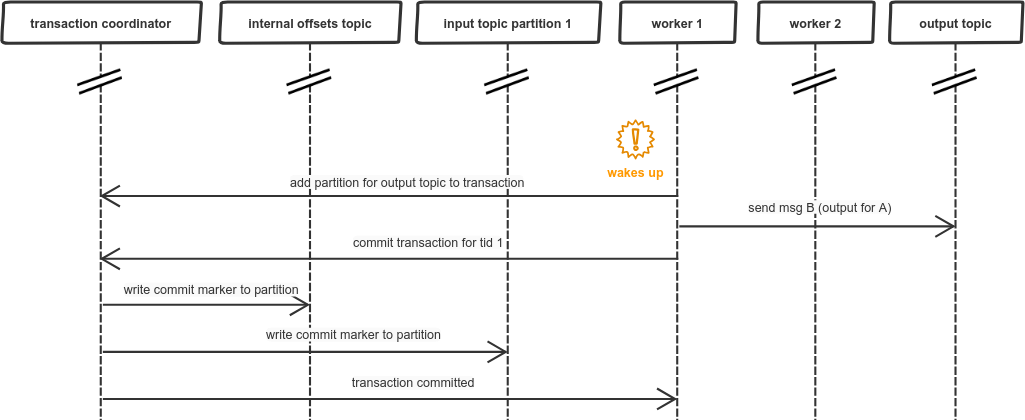 transaction coordinator
internal offsets topic
input topic partition 1
worker 1
worker 2
output topic
wakes up
add partition for output topic to transaction
send msg B (output for A)
commit transaction for tid 1
write commit marker to partition
write commit marker to partition
transaction committed